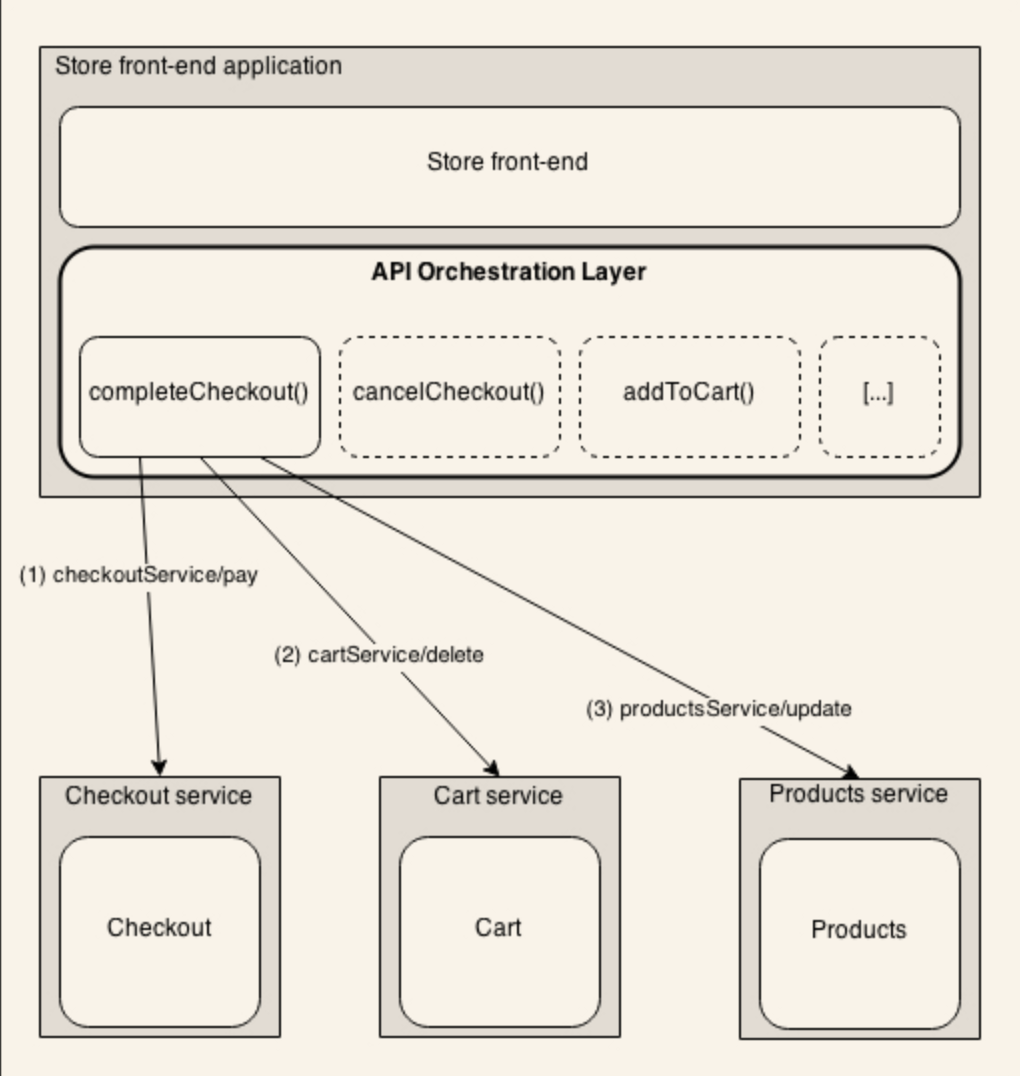 Store front-end application
Store front-end
API Orchestration Layer
completeCheckout()
cancelCheckout()
addToCart()
[...]
(1) checkoutService/pay
(2) cartService/delete
(3) productsService/update
Checkout service
Cart service
Products service
Checkout
Cart
Products